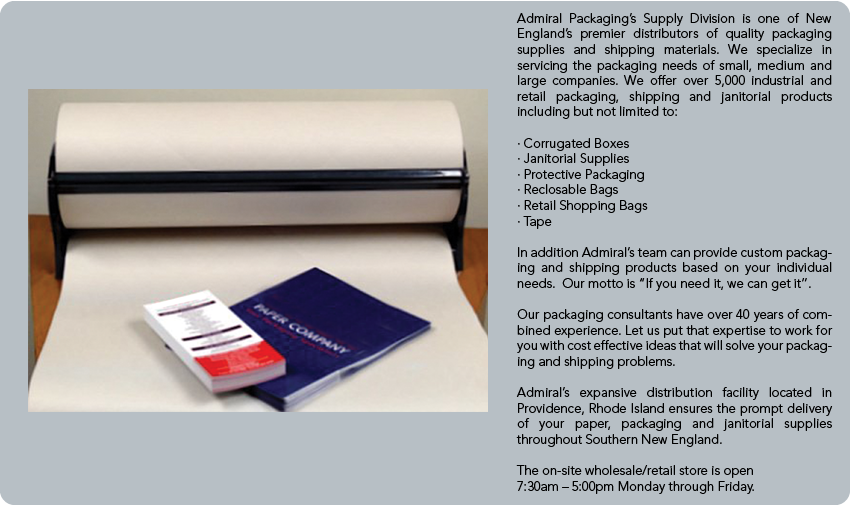 Admiral Packaging’s Supply Division is one of New
England’s premier distributors of quality packaging
supplies and shipping materials. We specialize in
servicing the packaging needs of small, medium and
large companies. We offer over 5,000 industrial and
retail packaging, shipping and janitorial products
including but not limited to:
· Corrugated Boxes
· Janitorial Supplies
· Protective Packaging
· Reclosable Bags
· Retail Shopping Bags
· Tape
In addition Admiral’s team can provide custom packag-
ing and shipping products based on your individual
needs.  Our motto is “If you need it, we can get it”.
Our packaging consultants have over 40 years of com-
bined experience. Let us put that expertise to work for
you with cost effective ideas that will solve your packag-
ing and shipping problems.
Admiral’s expansive distribution facility located in
Providence, Rhode Island ensures the prompt delivery
of your paper, packaging and janitorial supplies
throughout Southern New England.
The on-site wholesale/retail store is open
7:30am – 5:00pm Monday through Friday.
PAPER COMPANY